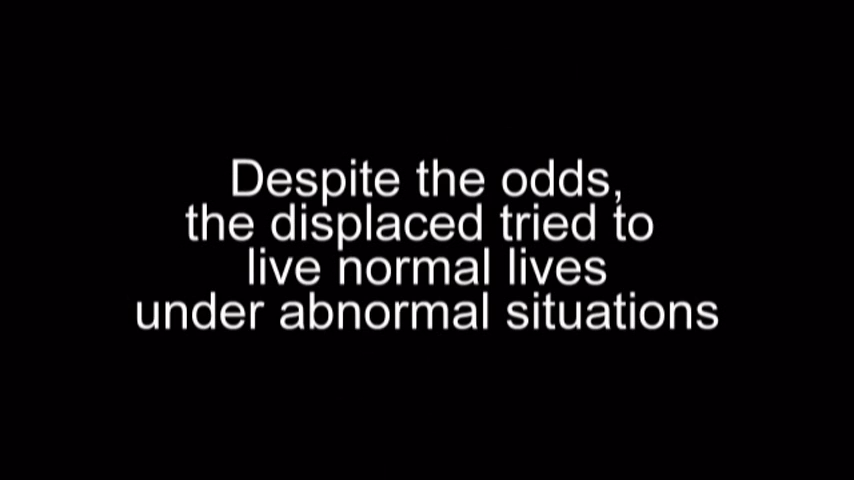 Despite the odds,
the displaced tried to
live normal lives
under abnormal situations